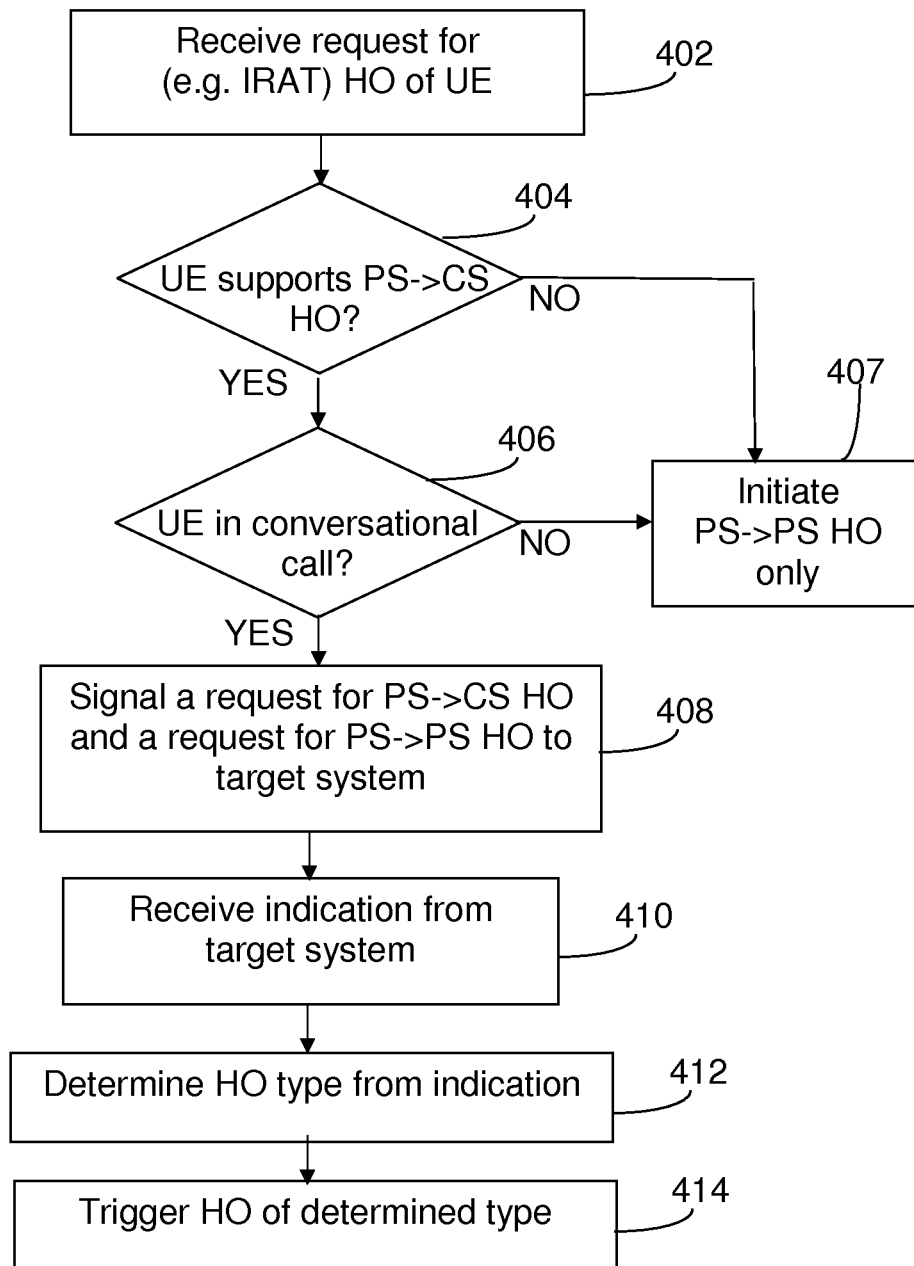 Receive request for
(e.g. IRAT) HO of UE
402
404
UE supports PS->CS
HO?
NO
YES
407
406
Initiate
PS->PS HO
only
UE in conversational
call?
NO
YES
Signal a request for PS->CS HO
and a request for PS->PS HO to
target system
408
Receive indication from
target system
410
Determine HO type from indication
412
Trigger HO of determined type
414